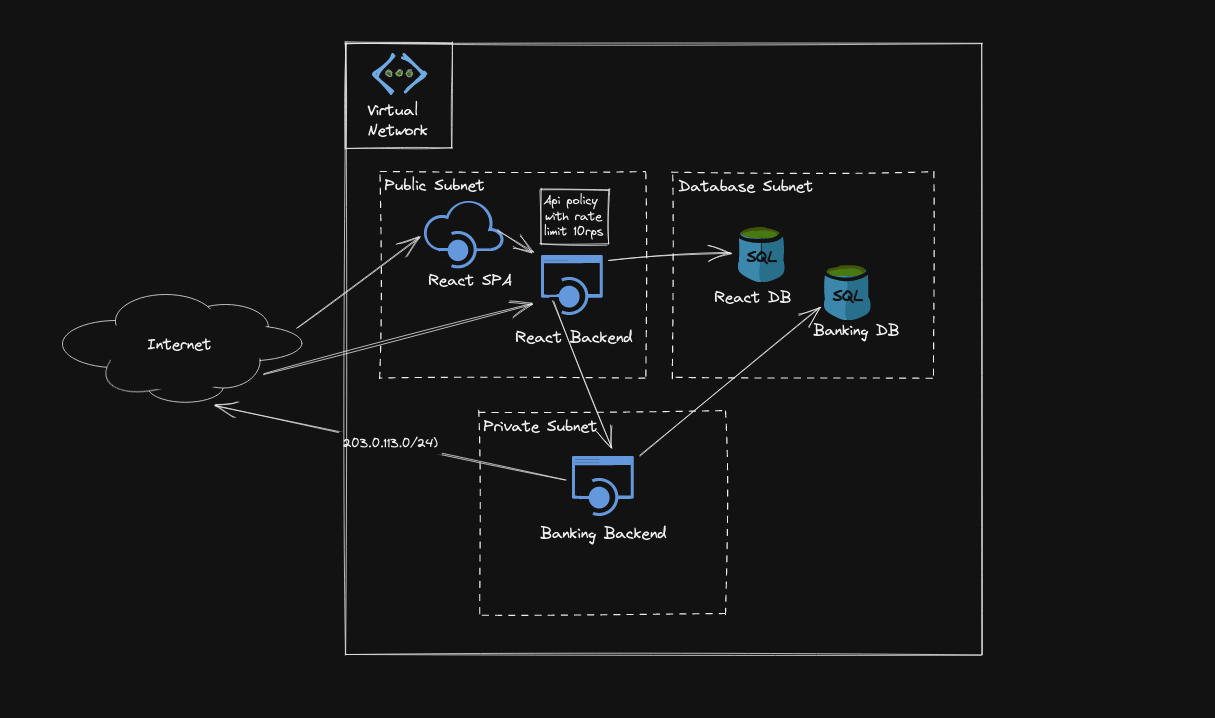 Virtual
Network
Public Subnet
Api policy
with rate
limit 10rps
Database Subnet
SQL
React SPA
React DB
SQL
Banking DB
React Backend
Internet
Private Subnet
203.0.113.0/24)
Banking Backend